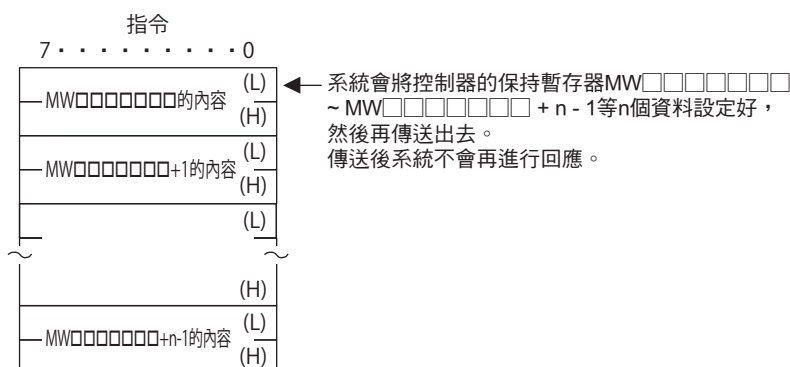 指令
7・・・・・・・・・0
MW□□□□□□□的內容 (L)
(H)
系統會將控制器的保持暫存器MW□□□□□□□
~ MW□□□□□□□ + n - 1等n個資料設定好，
然後再傳送出去。
傳送後系統不會再進行回應。
MW□□□□□□□+1的內容 (L)
(H)
(L)
(H)
MW□□□□□□□+n-1的內容 (L)
(H)